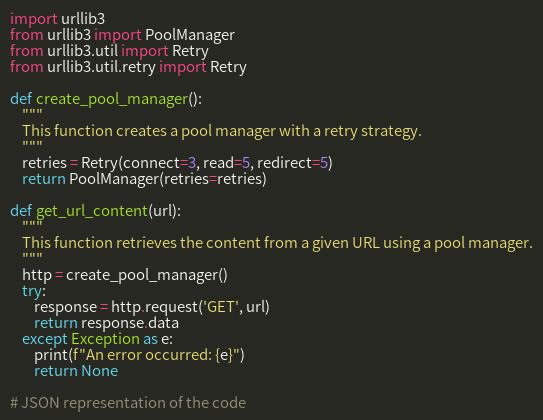 import urllib3
from urllib3 import PoolManager
from urllib3.util import Retry
from urllib3.util.retry import Retry

def create_pool_manager():
    """
    This function creates a pool manager with a retry strategy.
    """
    retries = Retry(connect=3, read=5, redirect=5)
    return PoolManager(retries=retries)

def get_url_content(url):
    """
    This function retrieves the content from a given URL using a pool manager.
    """
    http = create_pool_manager()
    try:
        response = http.request('GET', url)
        return response.data
    except Exception as e:
        print(f"An error occurred: {e}")
        return None

# JSON representation of the code